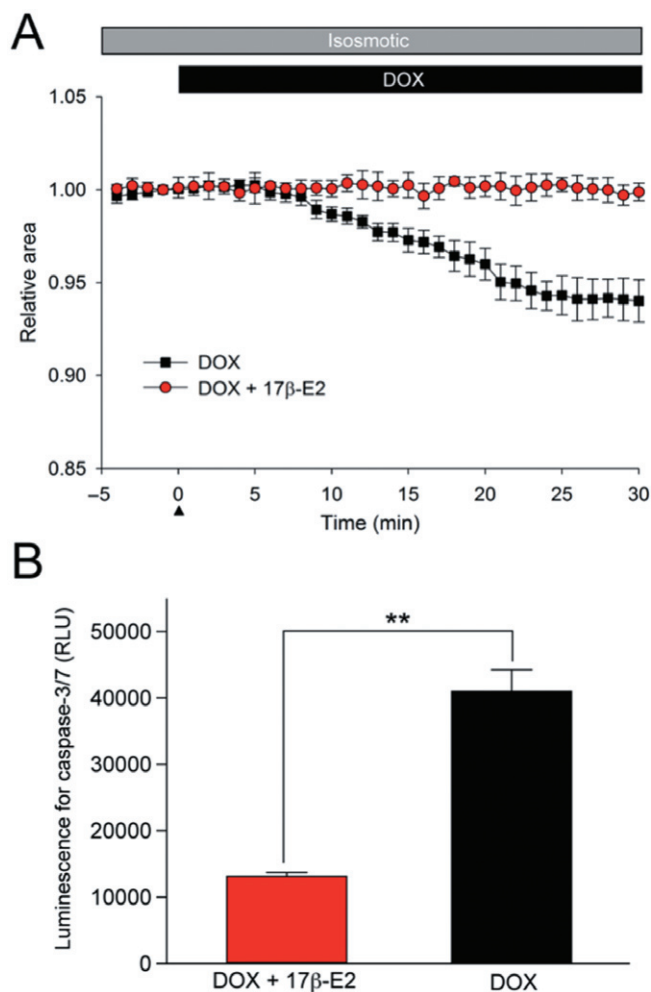 A
Isosmotic
DOX
1.05
1.00
0.95
0.90
0.85
Relative area
DOX
DOX + 17β-E2
−5 0 5 10 15 20 25 30
Time (min)
B
**
50000
40000
30000
20000
10000
0
Luminescence for caspase-3/7 (RLU)
DOX + 17β-E2 DOX